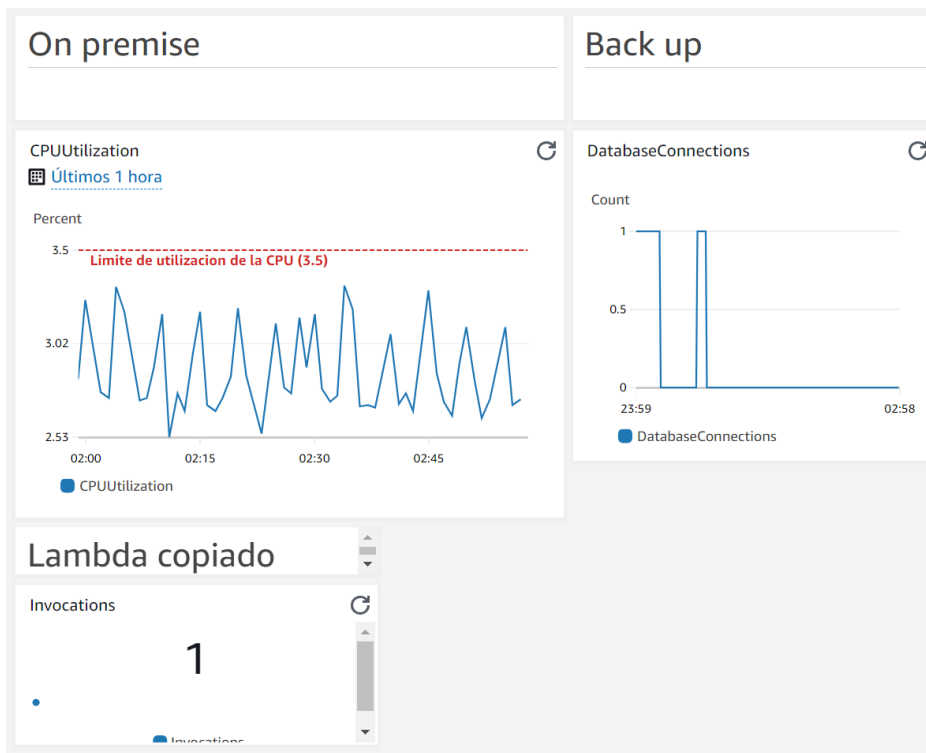 On premise
Back up
CPUUtilization
Últimos 1 hora
Percent
3.5
Limite de utilizacion de la CPU (3.5)
3.02
2.53
02:00 02:15 02:30 02:45
CPUUtilization
DatabaseConnections
Count
1
0.5
0
23:59 02:58
DatabaseConnections
Lambda copiado
Invocations
1
Invocations